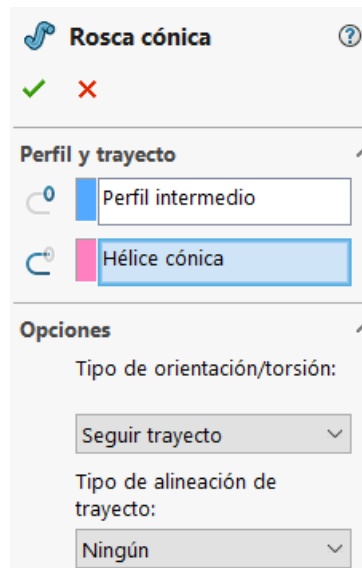 Rosca cónica
Perfil y trayecto
Perfil intermedio
Hélice cónica
Opciones
Tipo de orientación/torsión:
Seguir trayecto
Tipo de alineación de
trayecto:
Ningún